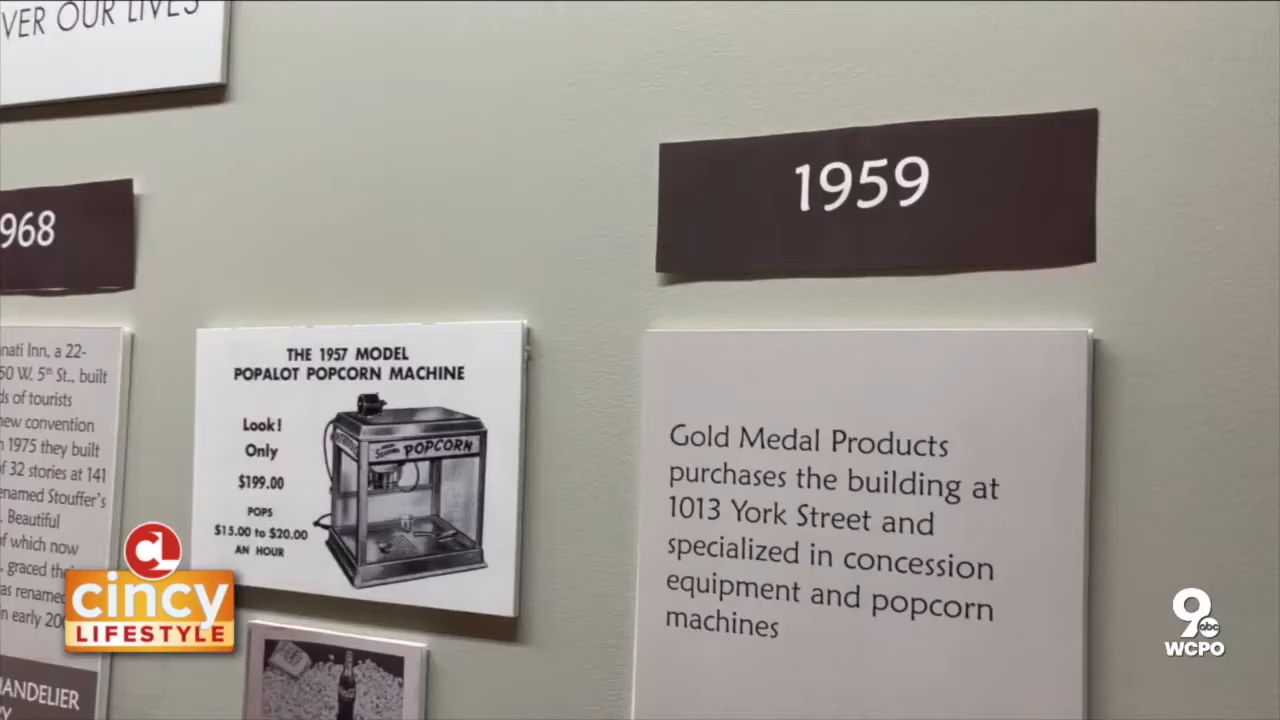 VER OUR LIVES
968
nati Inn, a 22-
50 W. 5th St., built
ds of tourists
new convention
1975 they built
of 32 stories at 141
enamed Stouffer's
Beautiful
of which now
graced
as renamed
n early
ANDELIER
THE 1957 MODEL
POPALOT POPCORN MACHINE
Look!
Only
$199.00
POPS
$15.00 to $20.00
AN HOUR
POPCORN
1959
Gold Medal Products
purchases the building at
1013 York Street and
specialized in concession
equipment and popcorn
machines
CL
cincy
LIFESTYLE
9
abc
WCPO